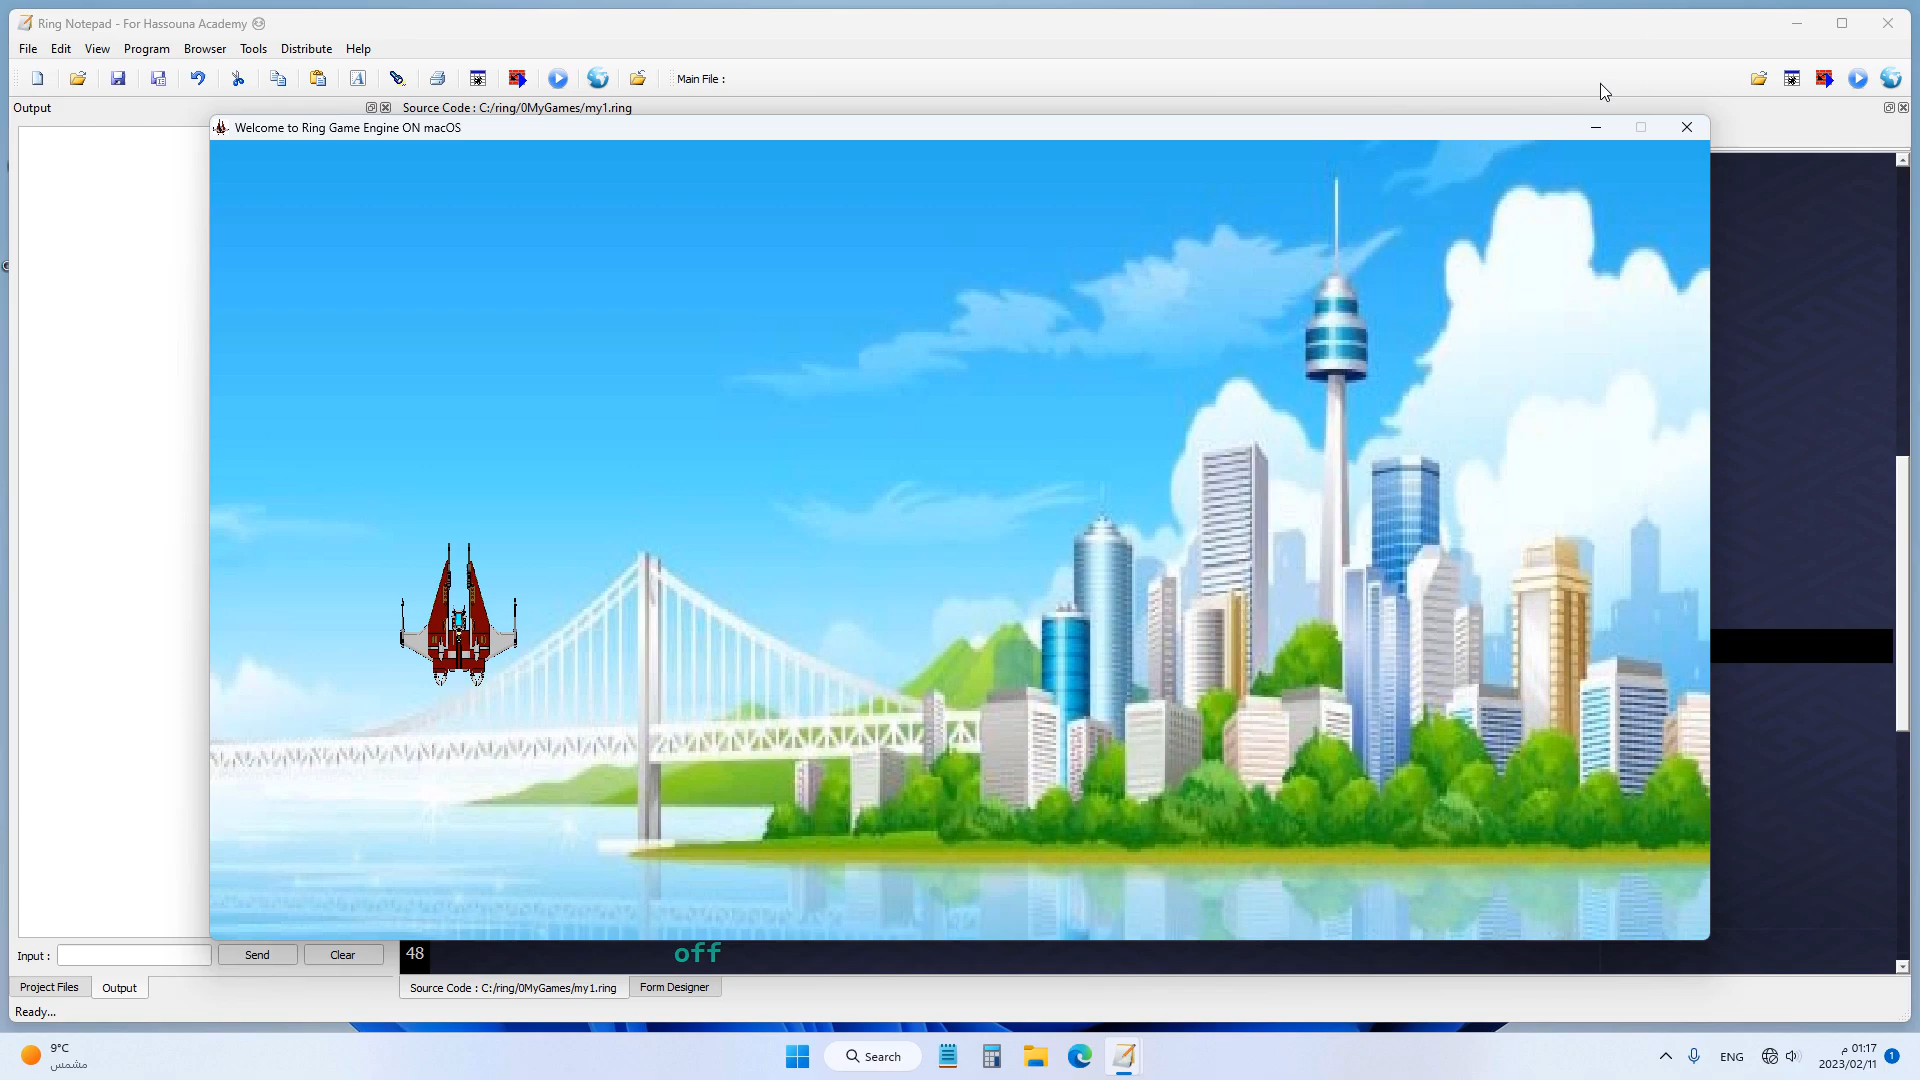 Ring Notepad - For Hassouna Academy
File Edit View Program Browser Tools Distribute Help
Main File :
Output
Source Code : C:/ring/0MyGames/my1.ring
Welcome to Ring Game Engine ON macOS
48 off
Input : Send Clear
Project Files Output
Source Code : C:/ring/0MyGames/my1.ring Form Designer
Ready...
9°C
مشمس
Search
ENG
01:17 م
2023/02/11
1